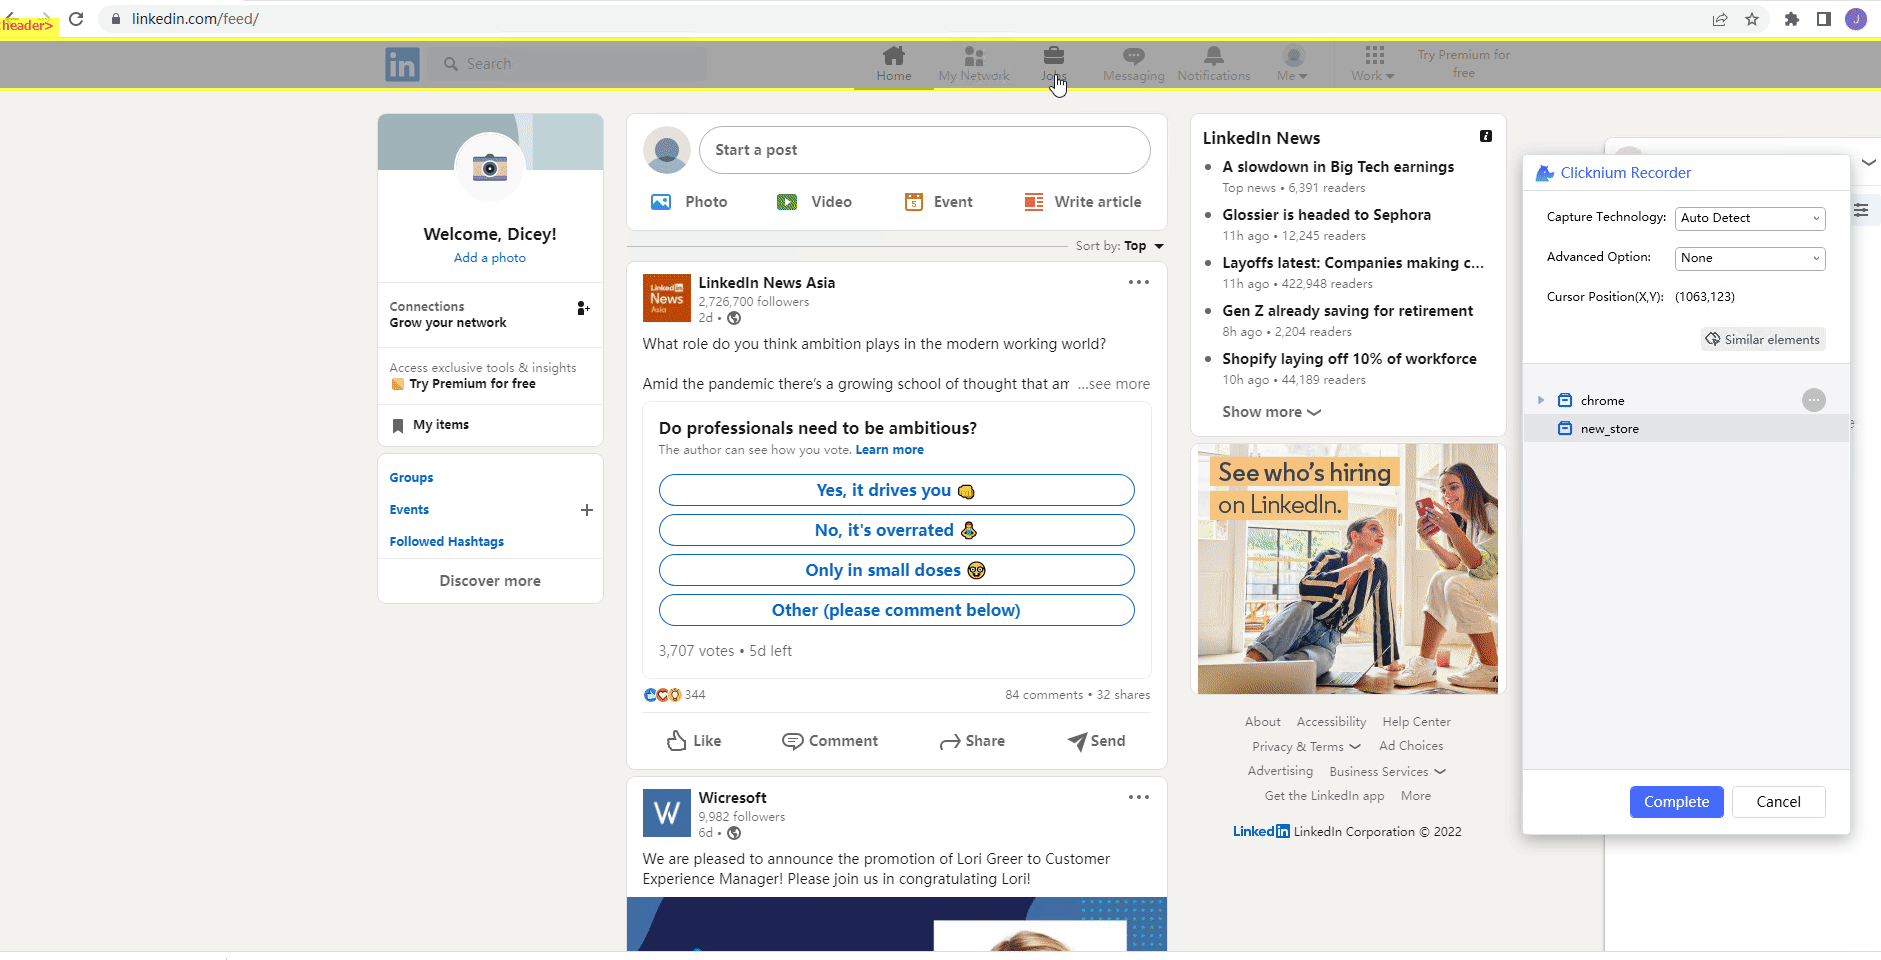 header>
linkedin.com/feed/
J
in
Search
Home
My Network
Jobs
Messaging
Notifications
Me
Work
Try Premium for
free
Welcome, Dicey!
Add a photo
Connections
Grow your network
Access exclusive tools & insights
Try Premium for free
My items
Groups
Events
Followed Hashtags
Discover more
Start a post
Photo
Video
5
Event
Write article
Sort by: Top
Linked in
News
Asia
LinkedIn News Asia
2,726,700 followers
2d •
What role do you think ambition plays in the modern working world?
Amid the pandemic there's a growing school of thought that am ...see more
Do professionals need to be ambitious?
The author can see how you vote. Learn more
Yes, it drives you
No, it's overrated
Only in small doses
Other (please comment below)
3,707 votes • 5d left
344
84 comments • 32 shares
Like
Comment
Share
Send
W
Wicresoft
9,982 followers
6d •
We are pleased to announce the promotion of Lori Greer to Customer
Experience Manager! Please join us in congratulating Lori!
LinkedIn News
A slowdown in Big Tech earnings
Top news • 6,391 readers
Glossier is headed to Sephora
11h ago • 12,245 readers
Layoffs latest: Companies making c...
11h ago • 422,948 readers
Gen Z already saving for retirement
8h ago • 2,204 readers
Shopify laying off 10% of workforce
10h ago • 44,189 readers
Show more
See who's hiring
on LinkedIn.
About Accessibility Help Center
Privacy & Terms Ad Choices
Advertising Business Services
Get the LinkedIn app More
Linked in LinkedIn Corporation © 2022
Clicknium Recorder
Capture Technology: Auto Detect
Advanced Option: None
Cursor Position(X,Y): (1063,123)
Similar elements
chrome
new_store
Complete
Cancel